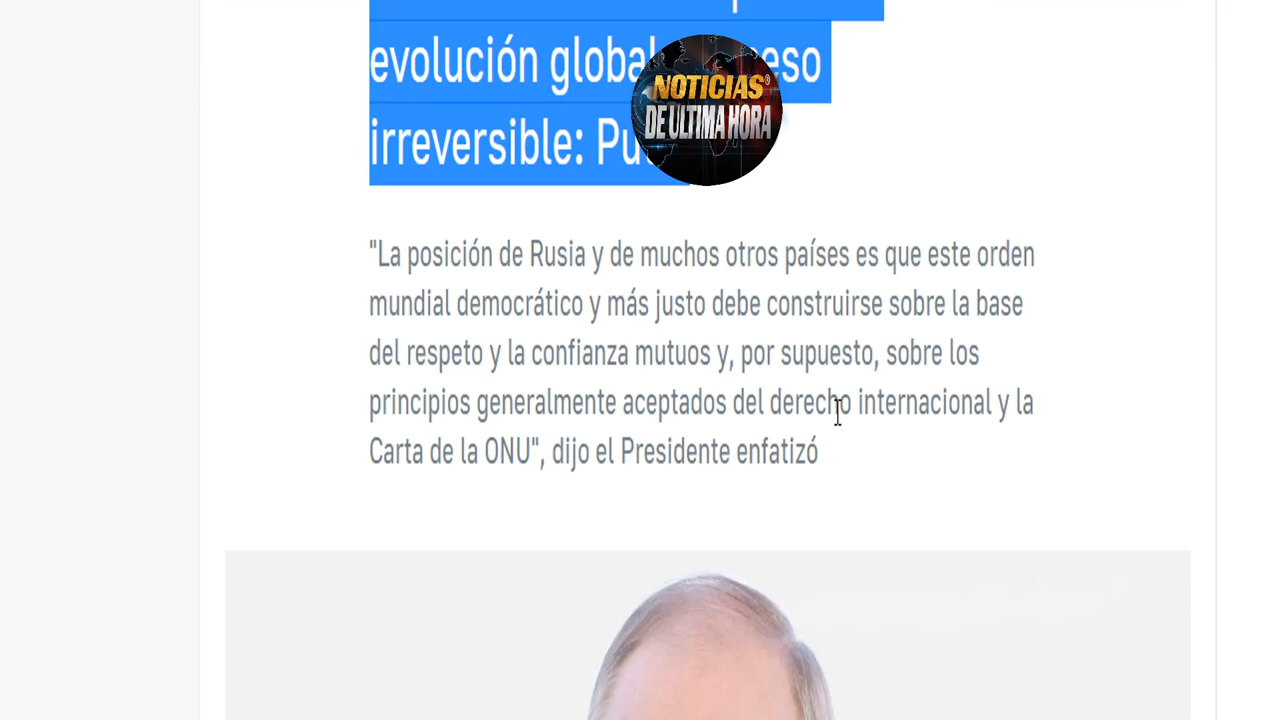 evolución global
irreversible:
NOTICIAS
DE ULTIMA HORA
"La posición de Rusia y de muchos otros países es que este orden
mundial democrático y más justo debe construirse sobre la base
del respeto y la confianza mutuos y, por supuesto, sobre los
principios generalmente aceptados del derecho internacional y la
Carta de la ONU", dijo el Presidente enfatizó